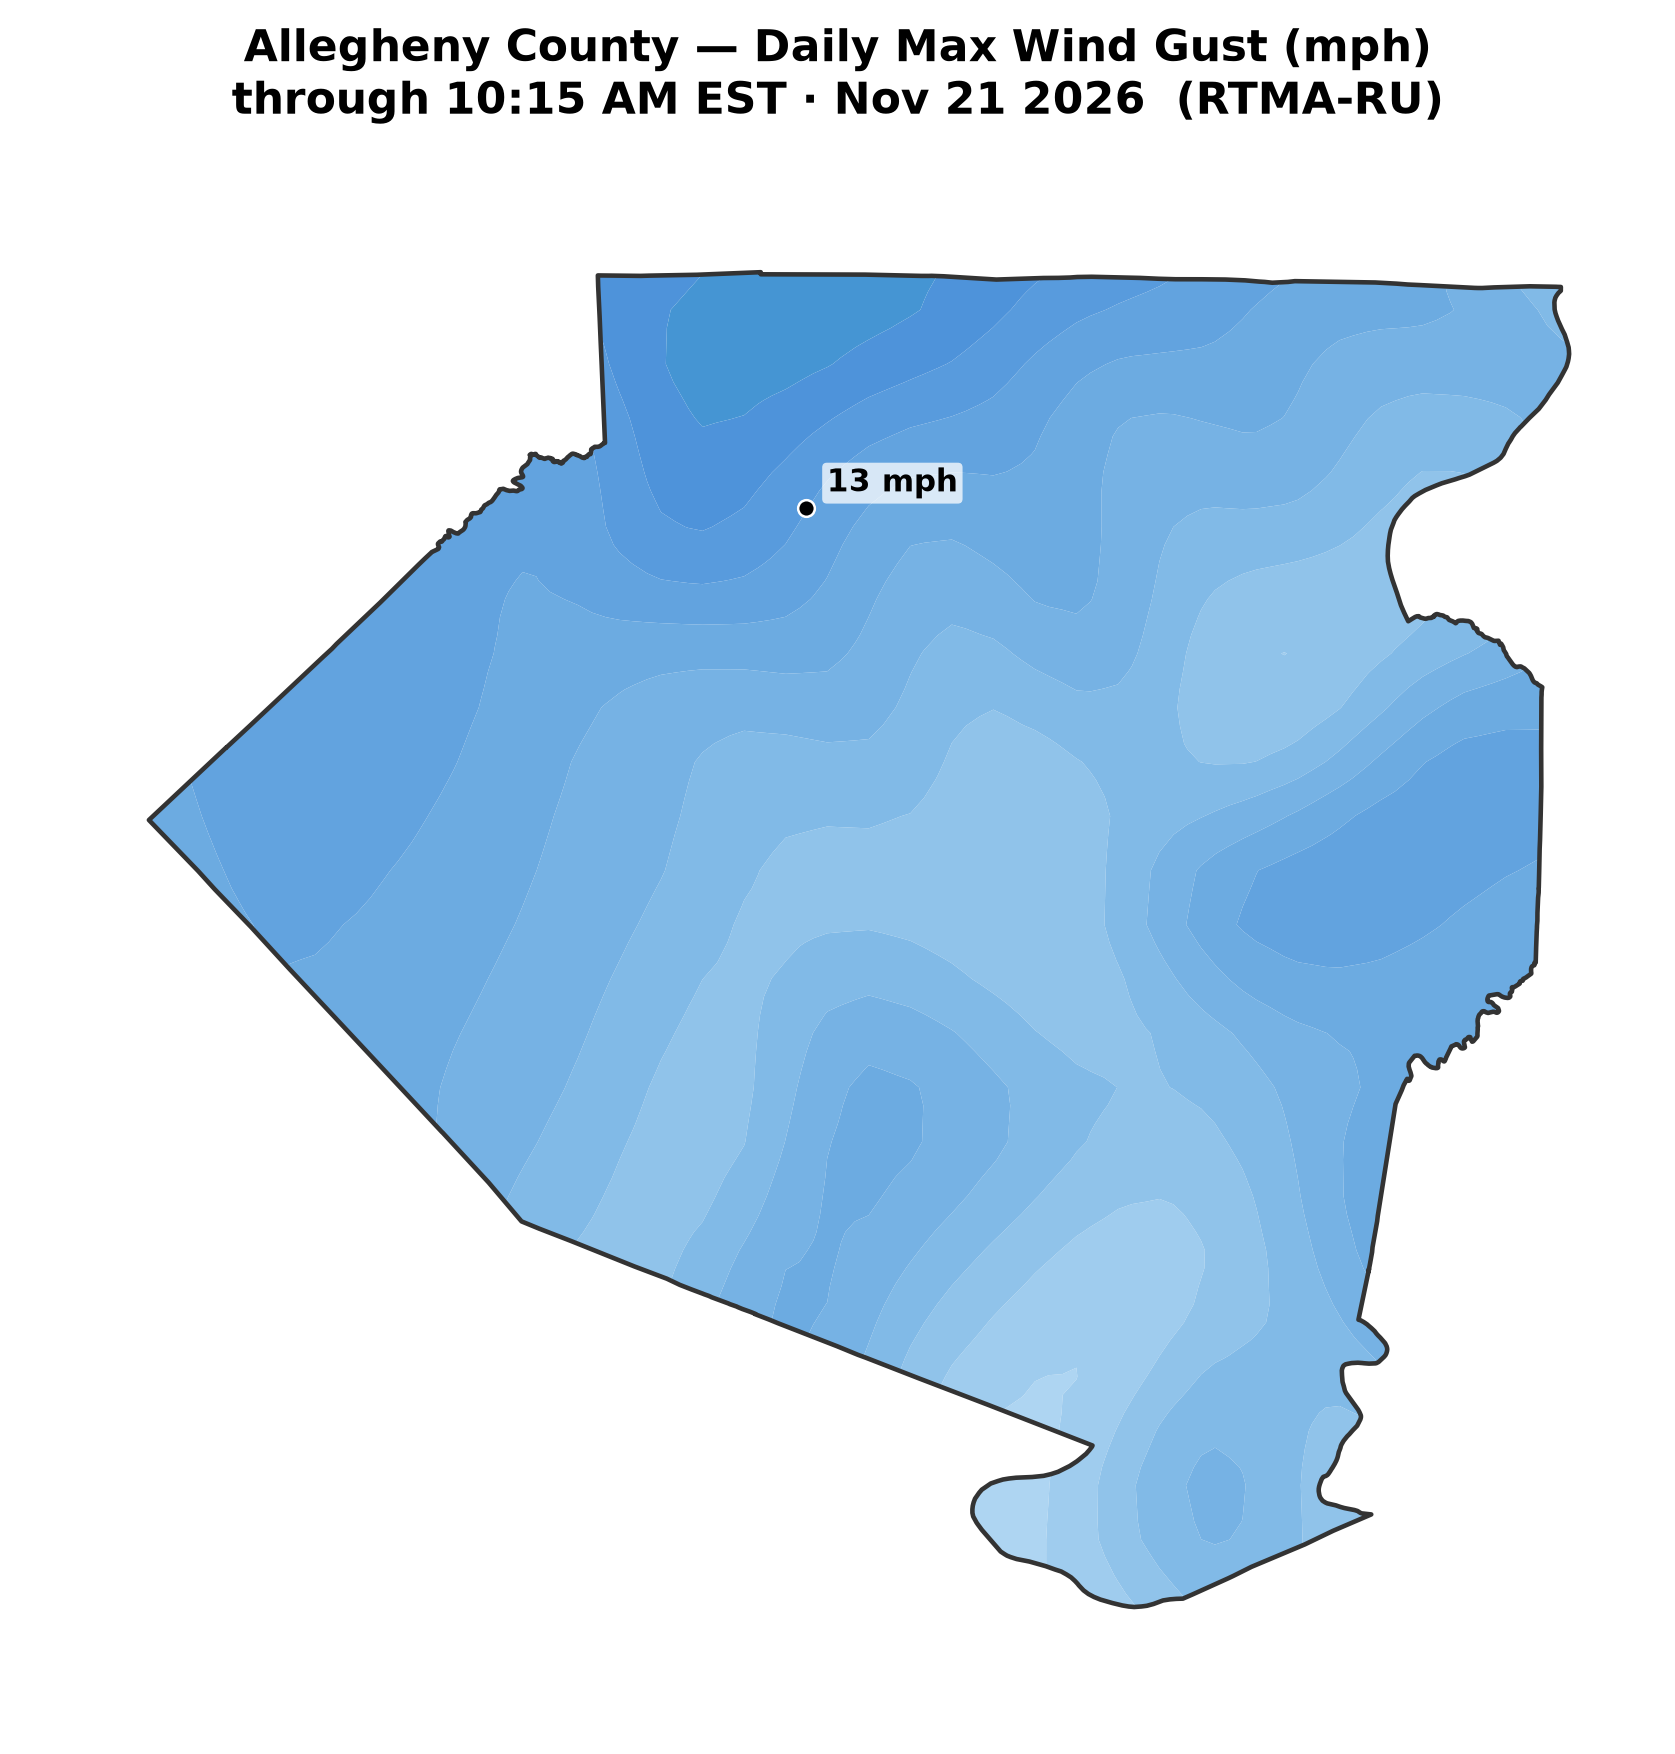 Allegheny County — Daily Max Wind Gust (mph)
through 10:15 AM EST · Nov 21 2026 (RTMA-RU)
13 mph